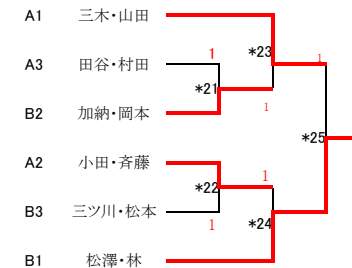 A1 三木・山田
1
*23
1
A3 田谷・村田
*21
B2 加納・岡本
1
*25
A2 小田・斉藤
1
*22
B3 三ツ川・松本
1
*24
B1 松澤・林